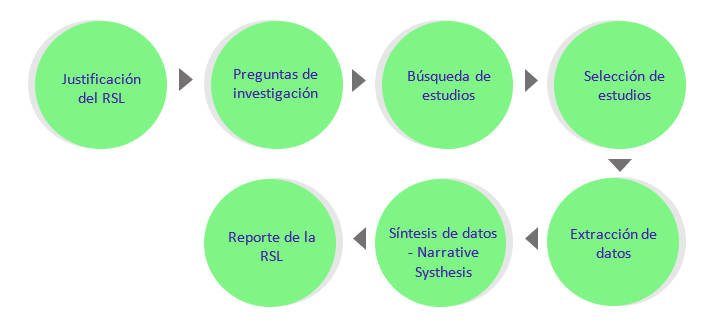 Justificación
del RSL
Preguntas de
investigación
Búsqueda de
estudios
Selección de
estudios
Extracción de
datos
Síntesis de datos
- Narrative
Systhesis
Reporte de la
RSL